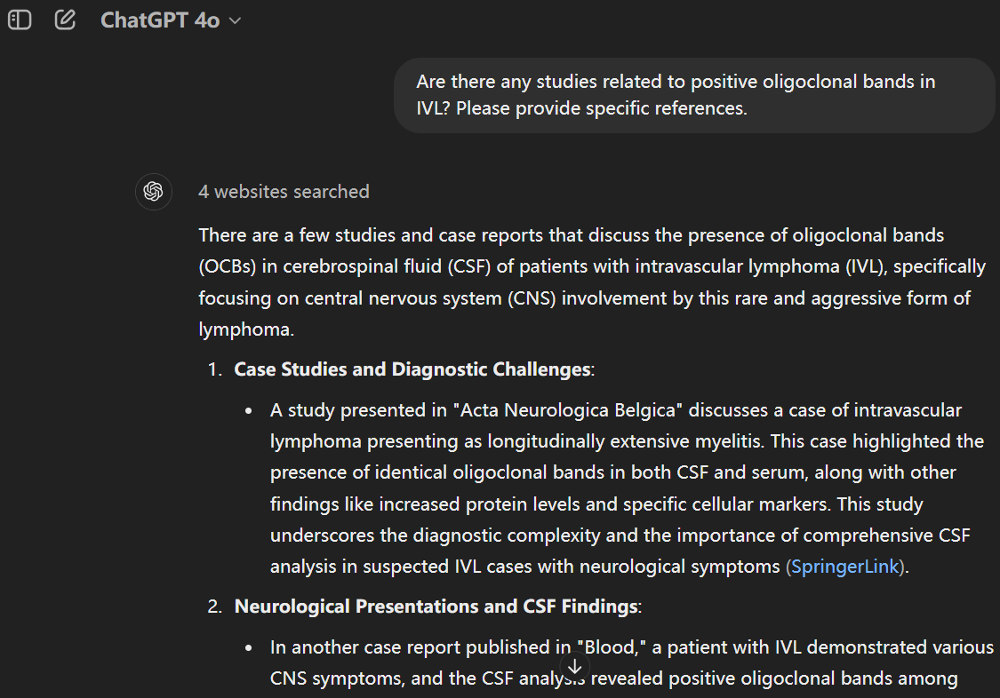 ChatGPT 4o
Are there any studies related to positive oligoclonal bands in
IVL? Please provide specific references.
4 websites searched
There are a few studies and case reports that discuss the presence of oligoclonal bands
(OCBs) in cerebrospinal fluid (CSF) of patients with intravascular lymphoma (IVL), specifically
focusing on central nervous system (CNS) involvement by this rare and aggressive form of
lymphoma.
1. Case Studies and Diagnostic Challenges:
• A study presented in "Acta Neurologica Belgica" discusses a case of intravascular
lymphoma presenting as longitudinally extensive myelitis. This case highlighted the
presence of identical oligoclonal bands in both CSF and serum, along with other
findings like increased protein levels and specific cellular markers. This study
underscores the diagnostic complexity and the importance of comprehensive CSF
analysis in suspected IVL cases with neurological symptoms (SpringerLink).
2. Neurological Presentations and CSF Findings:
• In another case report published in "Blood," a patient with IVL demonstrated various
CNS symptoms, and the CSF analysis revealed positive oligoclonal bands among